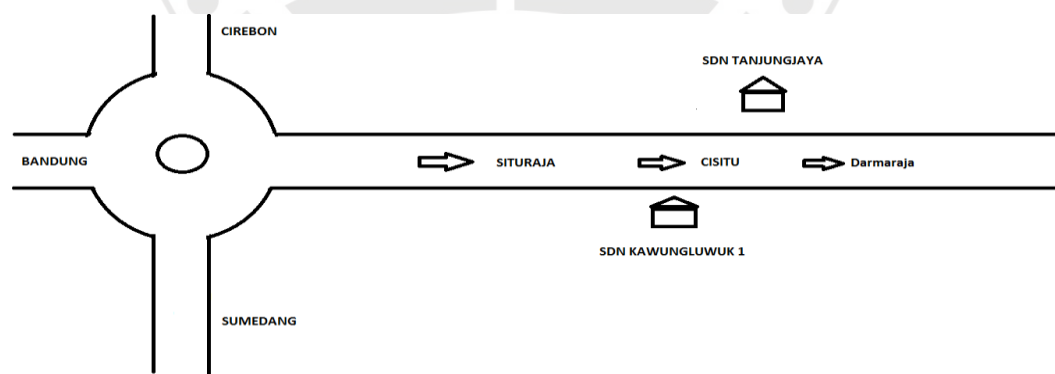 CIREBON
SDN TANJUNGJAYA
BANDUNG
SITURAJA
CISITU
Darmaraja
SDN KAWUNGLUWUK 1
SUMEDANG